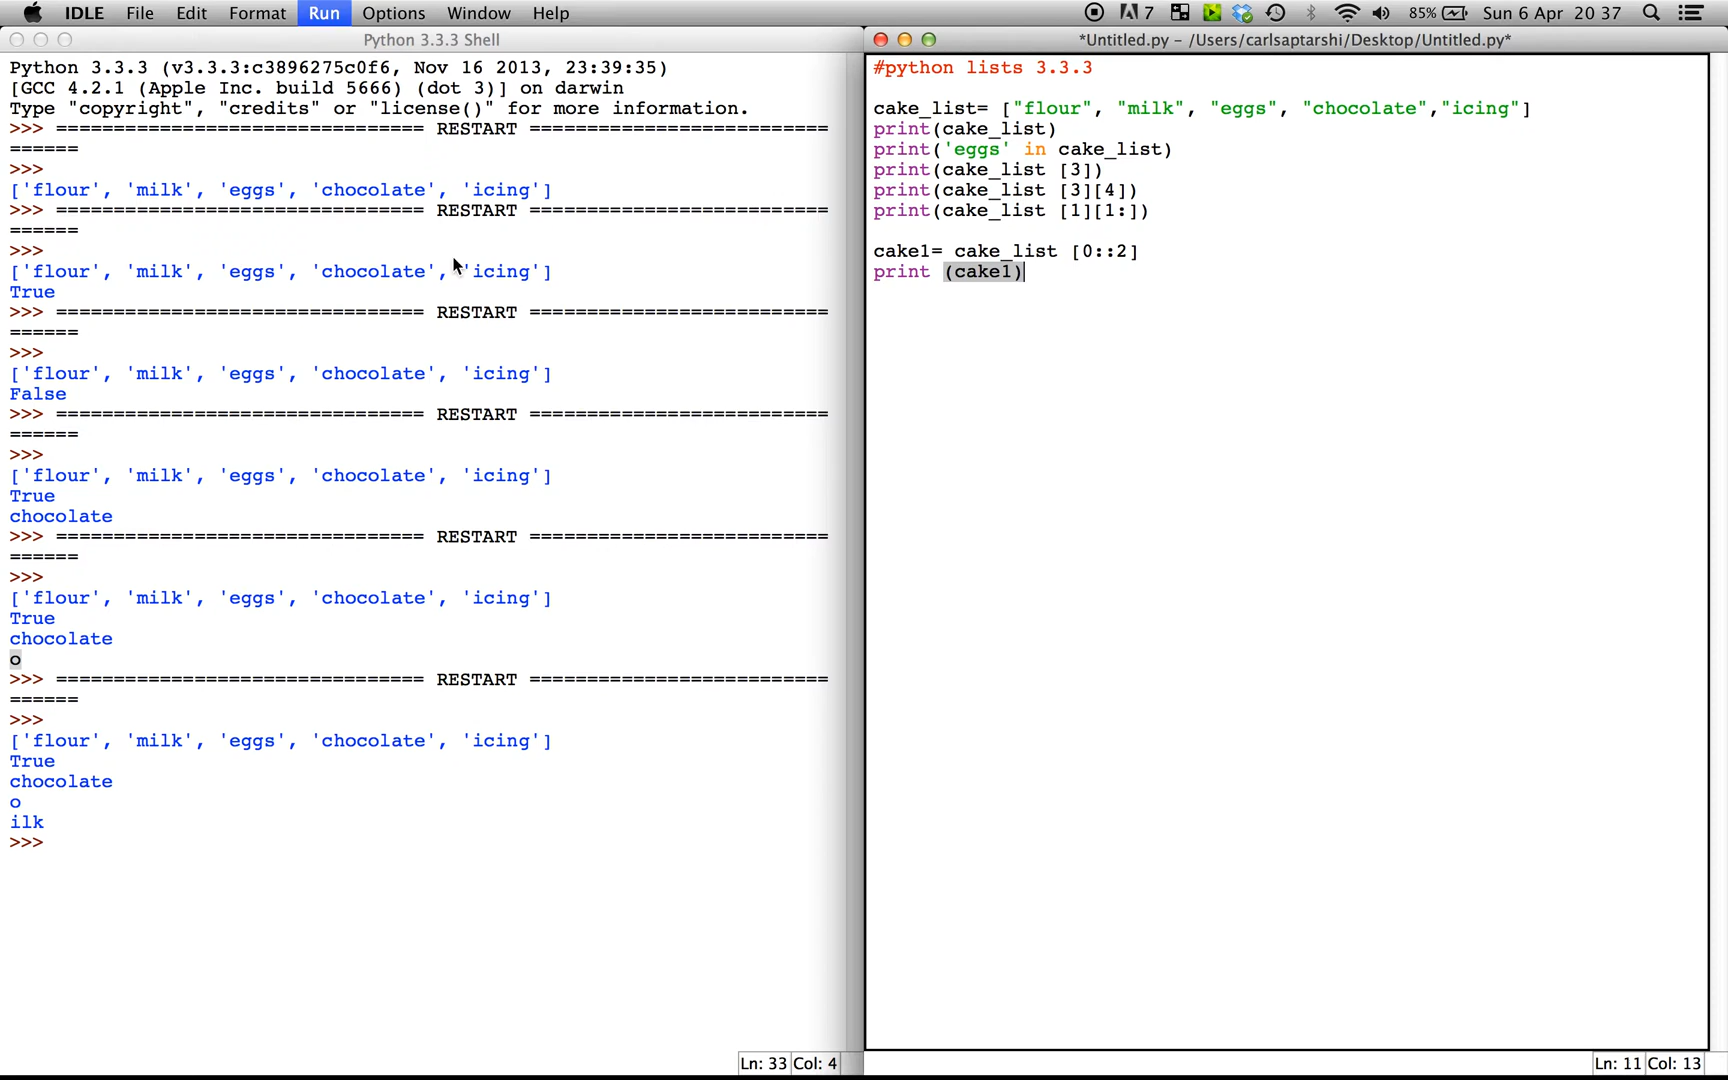 IDLE File Edit Format Run Options Window Help 7 85% Sun 6 Apr 20 37
Python 3.3.3 Shell
Python 3.3.3 (v3.3.3:c3896275c0f6, Nov 16 2013, 23:39:35)
[GCC 4.2.1 (Apple Inc. build 5666) (dot 3)] on darwin
Type "copyright", "credits" or "license()" for more information.
>>> ================================ RESTART ================================
======
>>>
['flour', 'milk', 'eggs', 'chocolate', 'icing']
>>> ================================ RESTART ================================
======
>>>
['flour', 'milk', 'eggs', 'chocolate', 'icing']
True
>>> ================================ RESTART ================================
======
>>>
['flour', 'milk', 'eggs', 'chocolate', 'icing']
False
>>> ================================ RESTART ================================
======
>>>
['flour', 'milk', 'eggs', 'chocolate', 'icing']
True
chocolate
>>> ================================ RESTART ================================
======
>>>
['flour', 'milk', 'eggs', 'chocolate', 'icing']
True
chocolate
o
>>> ================================ RESTART ================================
======
>>>
['flour', 'milk', 'eggs', 'chocolate', 'icing']
True
chocolate
o
ilk
>>>
Ln: 33 Col: 4
*Untitled.py – /Users/carlsaptarshi/Desktop/Untitled.py*
#python lists 3.3.3
cake_list= ["flour", "milk", "eggs", "chocolate","icing"]
print(cake_list)
print('eggs' in cake_list)
print(cake_list [3])
print(cake_list [3][4])
print(cake_list [1][1:])
cake1= cake_list [0::2]
print (cake1)
Ln: 11 Col: 13